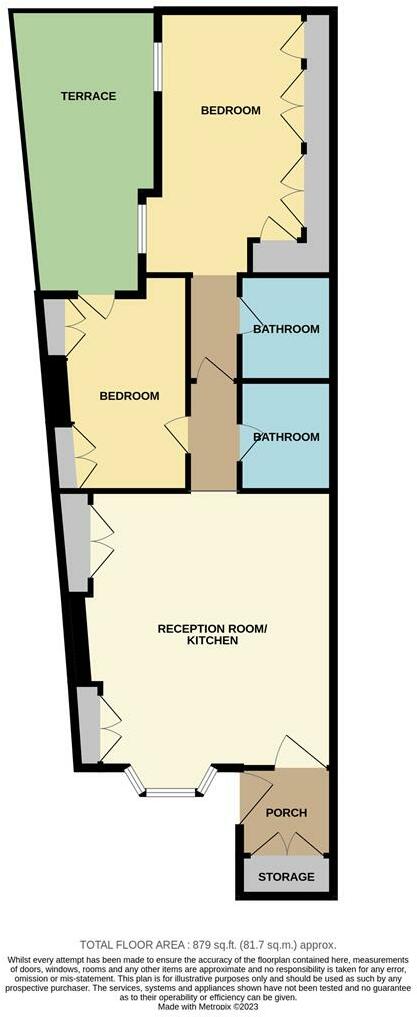 TERRACE
BEDROOM
BATHROOM
BEDROOM
BATHROOM
RECEPTION ROOM/
KITCHEN
PORCH
STORAGE
TOTAL FLOOR AREA : 879 sq.ft. (81.7 sq.m.) approx.
Whilst every attempt has been made to ensure the accuracy of the floorplan contained here, measurements
of doors, windows, rooms and any other items are approximate and no responsibility is taken for any error,
omission or mis-statement. This plan is for illustrative purposes only and should be used as such by any
prospective purchaser. The services, systems and appliances shown have not been tested and no guarantee
as to their operability or efficiency can be given.
Made with Metropix ©2023